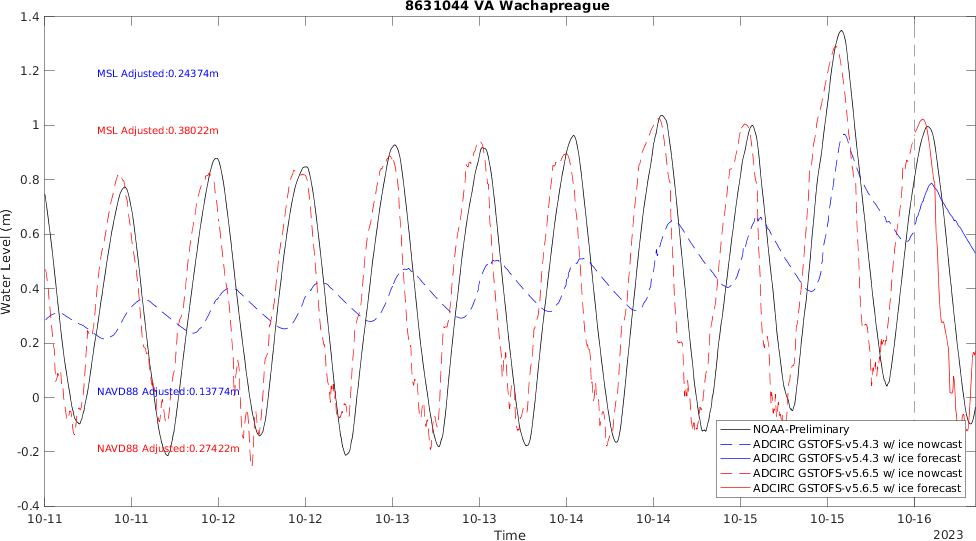 8631044 VA Wachapreague
1.4
1.2
1
0.8
0.6
0.4
0.2
0
-0.2
-0.4
Water Level (m)
MSL Adjusted:0.24374m
MSL Adjusted:0.38022m
NAVD88 Adjusted:0.13774m
NAVD88 Adjusted:0.27422m
NOAA-Preliminary
ADCIRC GSTOFS-v5.4.3 w/ ice nowcast
ADCIRC GSTOFS-v5.4.3 w/ ice forecast
ADCIRC GSTOFS-v5.6.5 w/ ice nowcast
ADCIRC GSTOFS-v5.6.5 w/ ice forecast
10-11 10-11 10-12 10-12 10-13 10-13 10-14 10-14 10-15 10-15 10-16
Time
2023